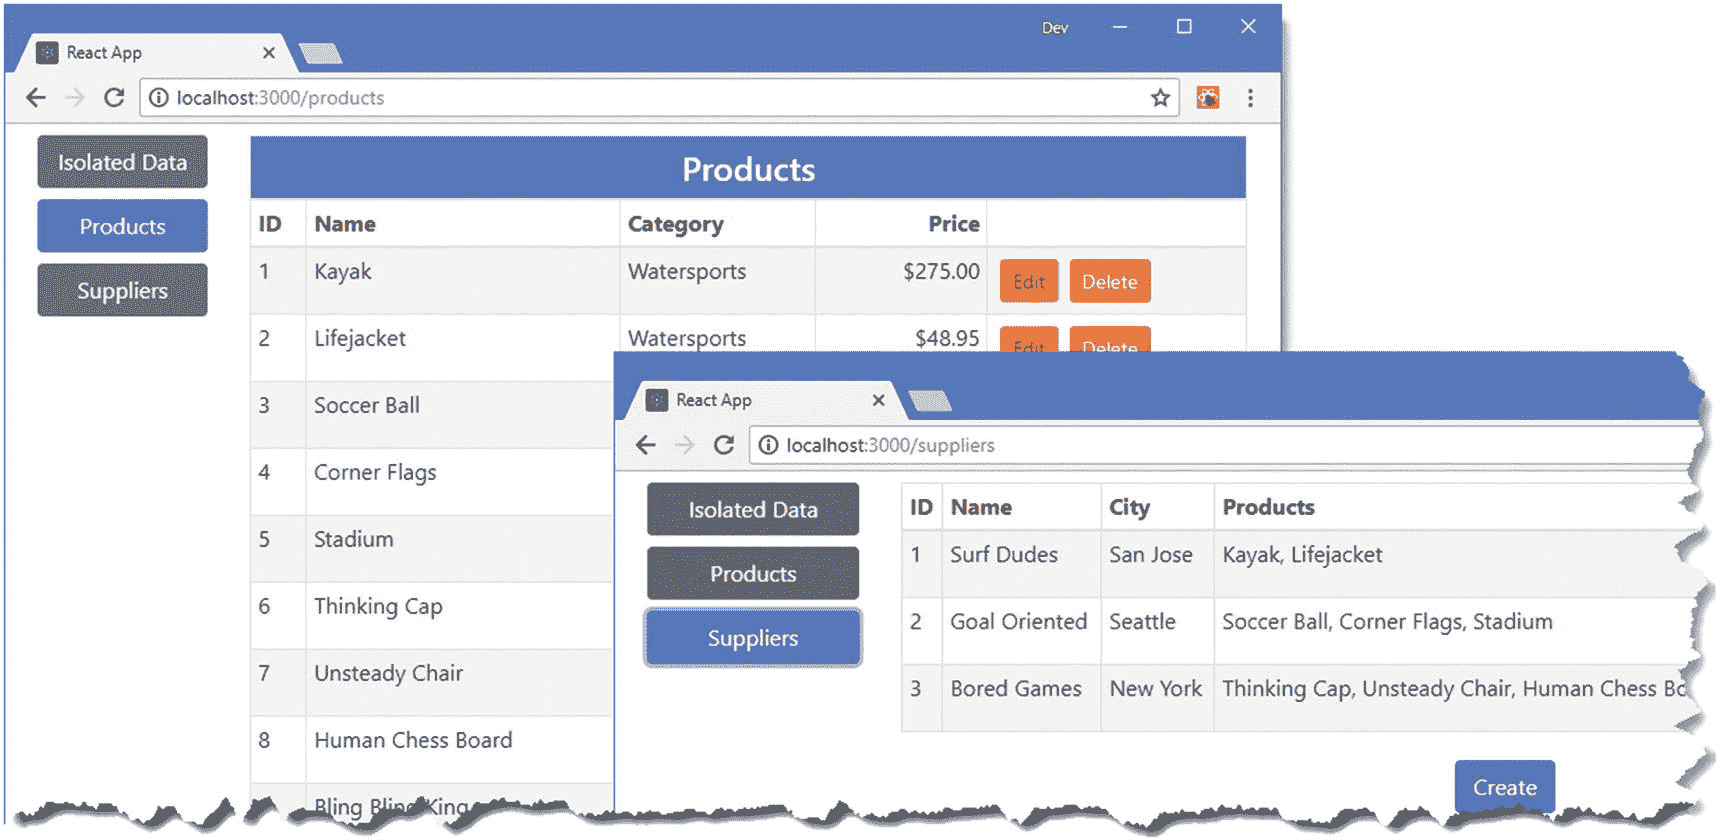 Dev
React App
localhost:3000/products
Isolated Data
Products
Suppliers
Products
ID Name Category Price
1 Kayak Watersports $275.00 Edit Delete
2 Lifejacket Watersports $48.95 Edit Delete
3 Soccer Ball
4 Corner Flags
5 Stadium
6 Thinking Cap
7 Unsteady Chair
8 Human Chess Board
Bling Bling King
React App
localhost:3000/suppliers
Isolated Data
Products
Suppliers
ID Name City Products
1 Surf Dudes San Jose Kayak, Lifejacket
2 Goal Oriented Seattle Soccer Ball, Corner Flags, Stadium
3 Bored Games New York Thinking Cap, Unsteady Chair, Human Chess
Create